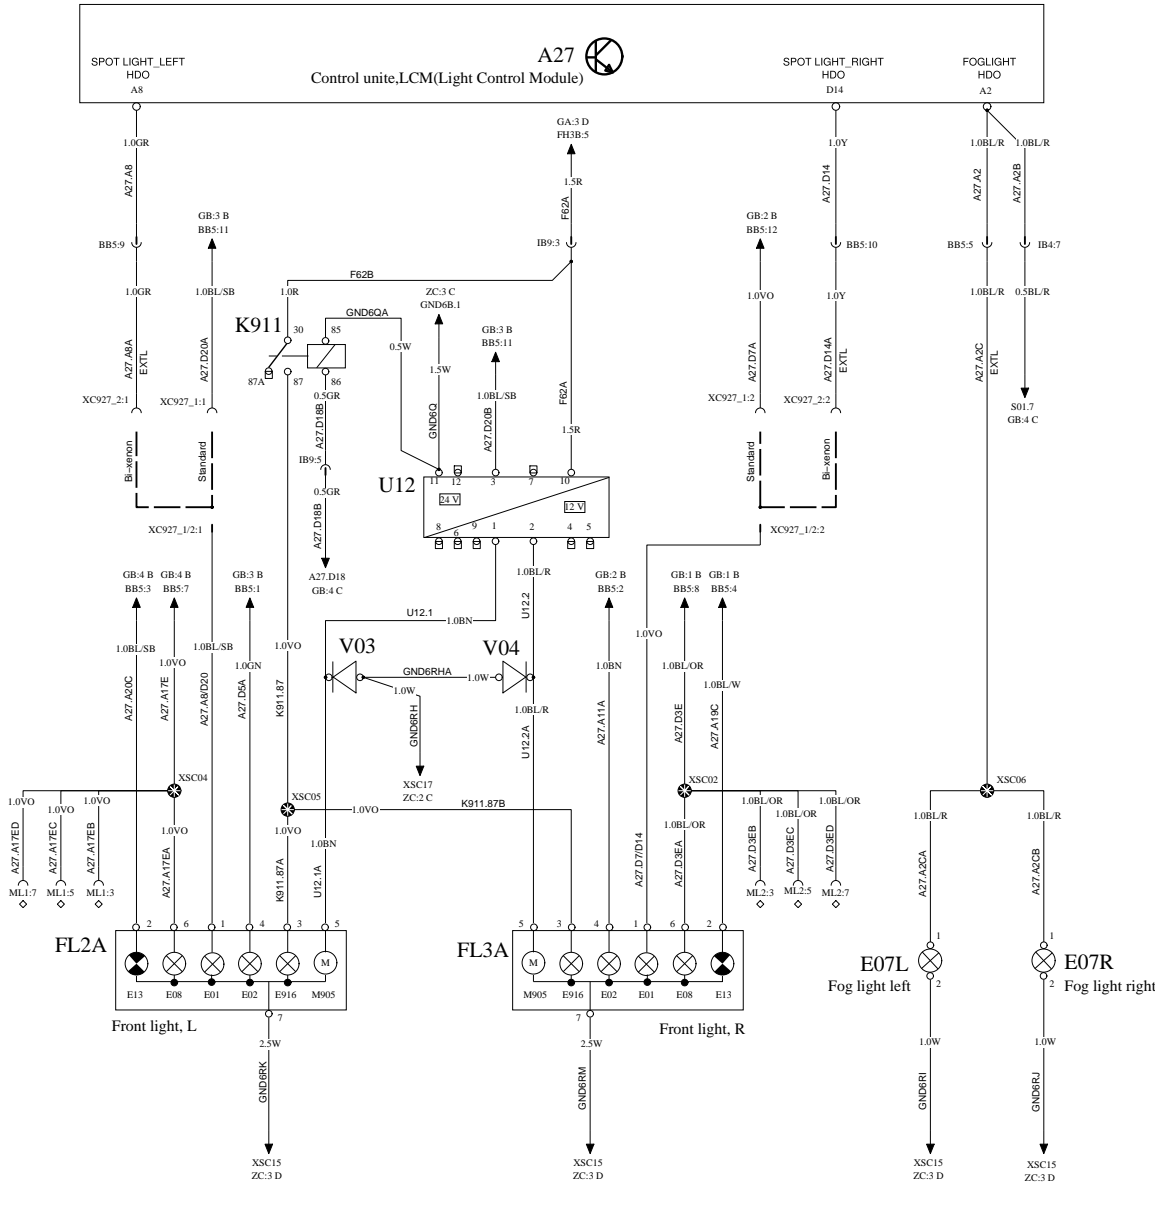 A27
SPOT LIGHT_LEFT
HDO
A8
Control unite,LCM(Light Control Module)
SPOT LIGHT_RIGHT
HDO
D14
FOGLIGHT
HDO
A2
GA:3 D
FH3B:5
1.0GR
1.0Y
1.0BL/R
1.0BL/R
A27.A8
1.5R
F62A
A27.D14
A27.A2
A27.A2B
GB:3 B
BB5:11
GB:2 B
BB5:12
BB5:9
IB9:3
BB5:10
BB5:5
IB4:7
F62B
1.0GR
1.0BL/SB
1.0R
ZC:3 C
GND6B.1
1.0VO
1.0Y
1.0BL/R
0.5BL/R
GND6QA
K911
30
85
GB:3 B
BB5:11
A27.A8A
EXTL
A27.D20A
0.5W
1.5W
A27.D7A
A27.D14A
EXTL
A27.A2C
EXTL
87A
87
86
0.5GR
1.0BL/SB
F62A
XC927_2:1
XC927_1:1
XC927_1:2
XC927_2:2
S01.7
GB:4 C
A27.D18B
GND6Q
A27.D20B
1.5R
Bi-xenon
Standard
Standard
Bi-xenon
IB9:5
U12
11
12
3
7
10
24 V
12 V
0.5GR
A27.D18B
8
6
9
1
2
4
5
XC927_1/2:1
XC927_1/2:2
GB:4 B
BB5:3
GB:4 B
BB5:7
GB:3 B
BB5:1
A27.D18
GB:4 C
1.0BL/R
GB:2 B
BB5:2
GB:1 B
BB5:8
GB:1 B
BB5:4
U12.2
U12.1
1.0BN
1.0BL/SB
1.0VO
1.0BL/SB
1.0GN
1.0VO
V03
V04
1.0VO
1.0BN
1.0BL/OR
1.0BL/W
GND6RHA
1.0W
1.0W
A27.A20C
A27.A17E
A27.A8/D20
A27.D5A
K911.87
GND6RH
1.0BL/R
U12.2A
A27.A11A
A27.D3E
A27.A19C
XSC04
XSC17
ZC:2 C
XSC02
XSC06
XSC05
1.0VO
K911.87B
1.0VO
1.0VO
1.0VO
1.0VO
1.0VO
1.0BN
1.0BL/OR
1.0BL/OR
1.0BL/OR
1.0BL/OR
1.0BL/R
1.0BL/R
A27.A17ED
A27.A17EC
A27.A17EB
A27.A17EA
K911.87A
U12.1A
A27.D7/D14
A27.D3EA
A27.D3EB
A27.D3EC
A27.D3ED
A27.A2CA
A27.A2CB
ML1:7
ML1:5
ML1:3
ML2:3
ML2:5
ML2:7
FL2A
2
6
1
4
3
5
M
E13
E08
E01
E02
E916
M905
Front light, L
7
FL3A
5
3
4
1
6
2
M
M905
E916
E02
E01
E08
E13
Front light, R
7
1
E07L
Fog light left
2
1
E07R
Fog light right
2
2.5W
2.5W
1.0W
1.0W
GND6RK
GND6RM
GND6RI
GND6RJ
XSC15
ZC:3 D
XSC15
ZC:3 D
XSC15
ZC:3 D
XSC15
ZC:3 D